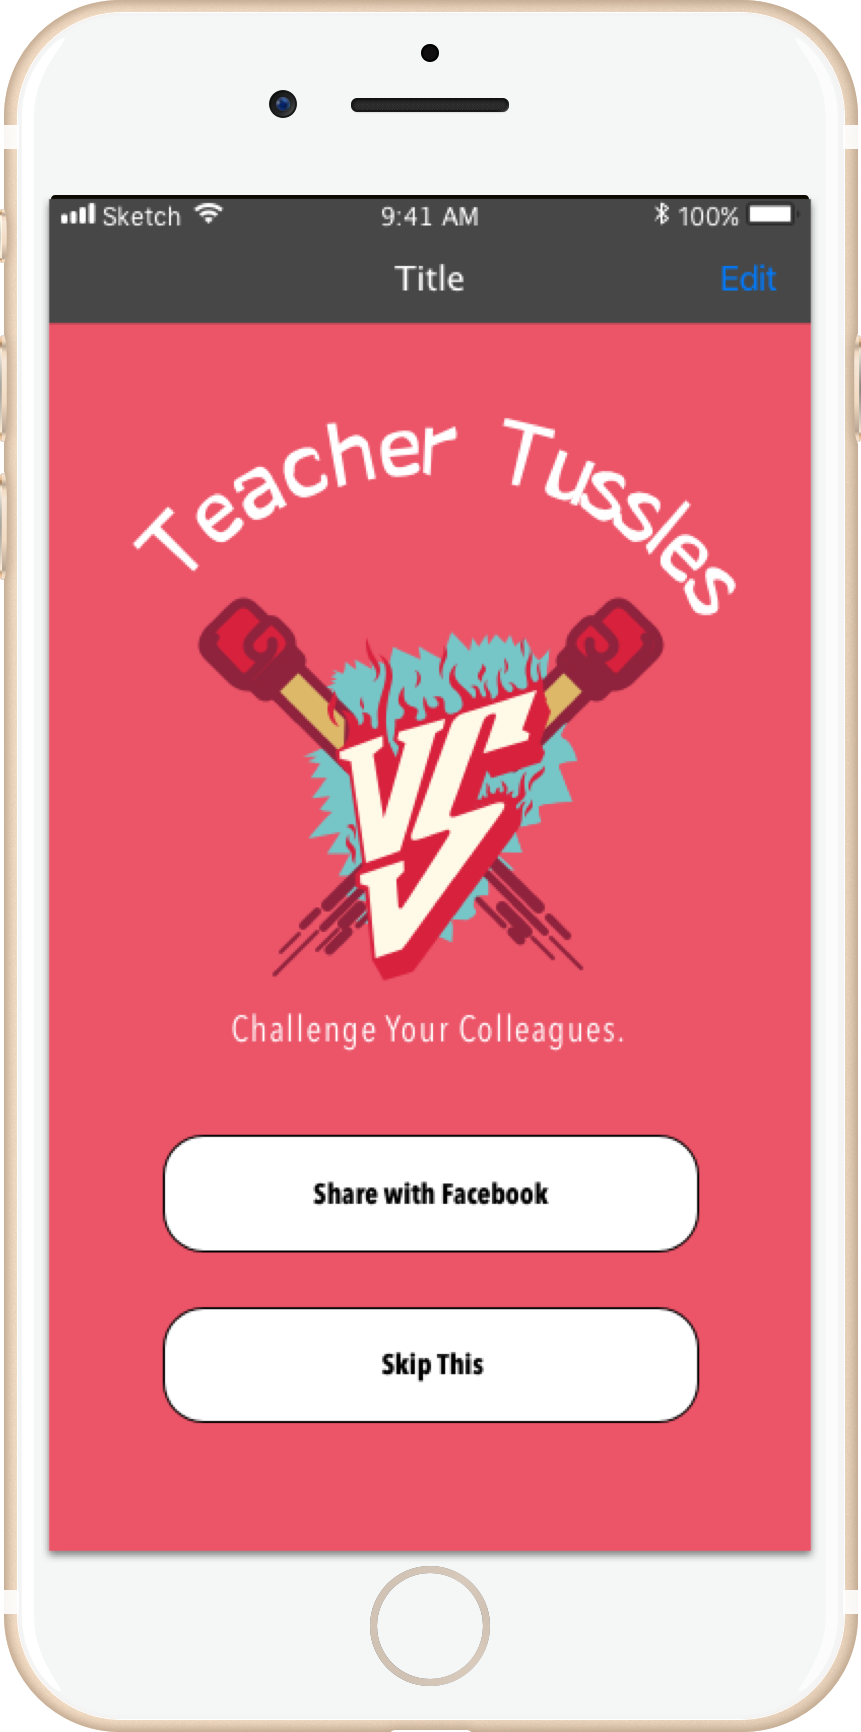 Sketch 9:41 AM 100%
Title Edit
Teacher Tussles
VS
Challenge Your Colleagues.
Share with Facebook
Skip This